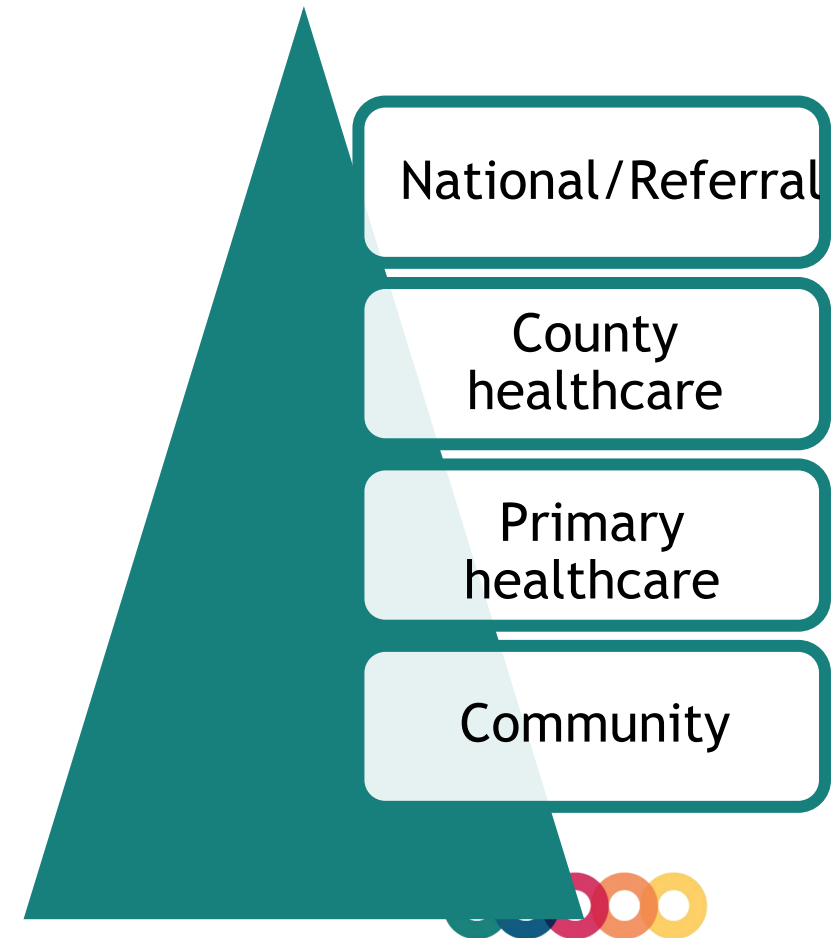 National/Referral
County
healthcare
Primary
healthcare
Community